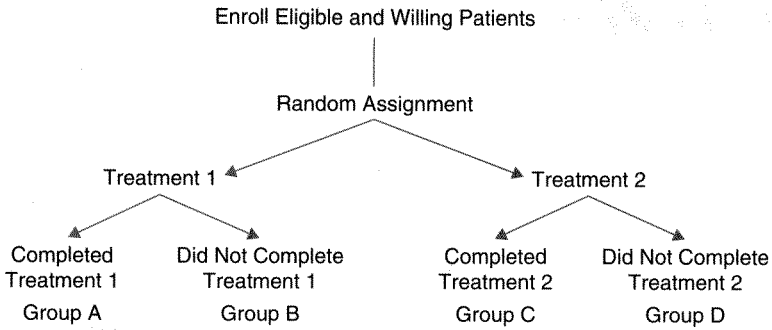 Enroll Eligible and Willing Patients
Random Assignment
Treatment 1
Treatment 2
Completed
Treatment 1
Group A
Did Not Complete
Treatment 1
Group B
Completed
Treatment 2
Group C
Did Not Complete
Treatment 2
Group D